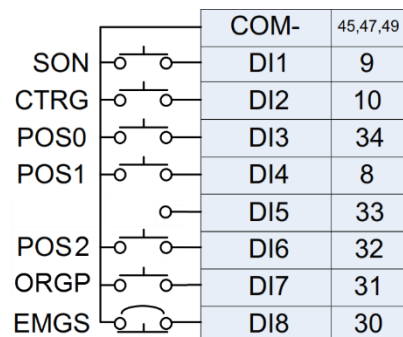 COM- 45,47,49
SON DI1 9
CTRG DI2 10
POS0 DI3 34
POS1 DI4 8
DI5 33
POS2 DI6 32
ORGP DI7 31
EMGS DI8 30